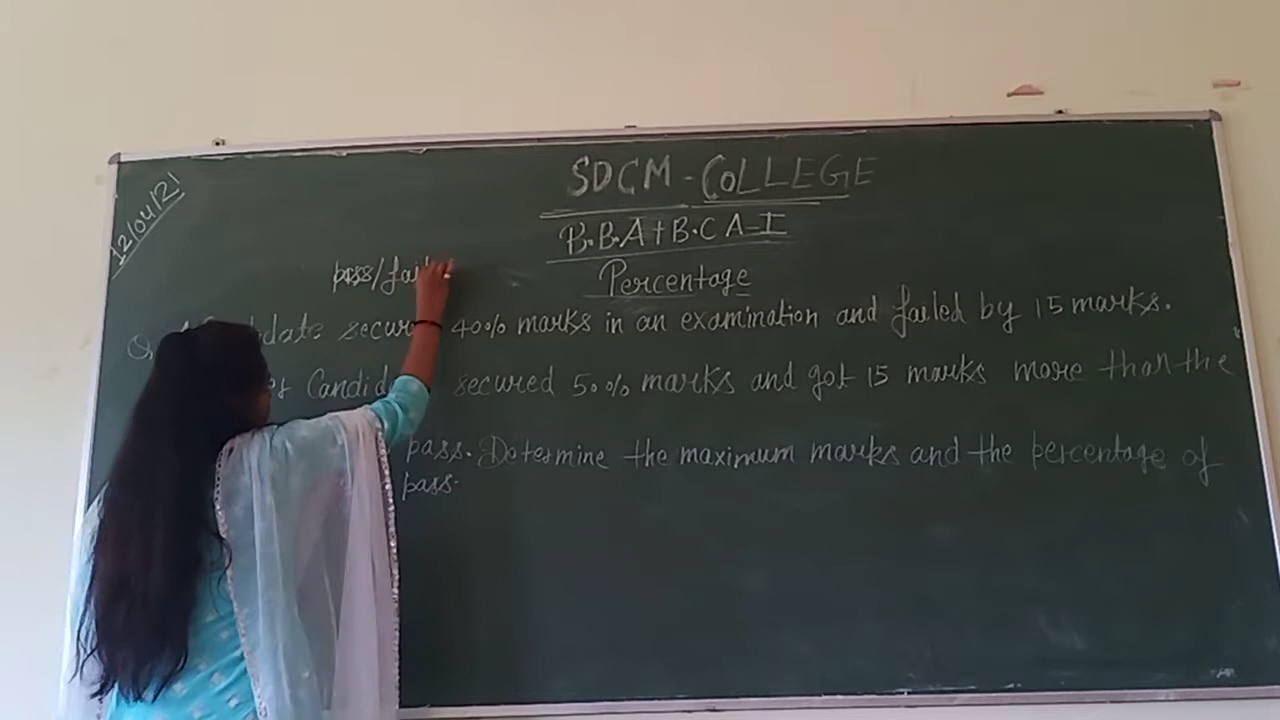 12/04/21
SDCM - COLLEGE
B.B.A + B.C A-I
Percentage
pass/fail
Q. secur 40% marks in an examination and failed by 15 marks.
Candid secured 50% marks and got 15 marks more than the
pass. Determine the maximum marks and the percentage of
pass.